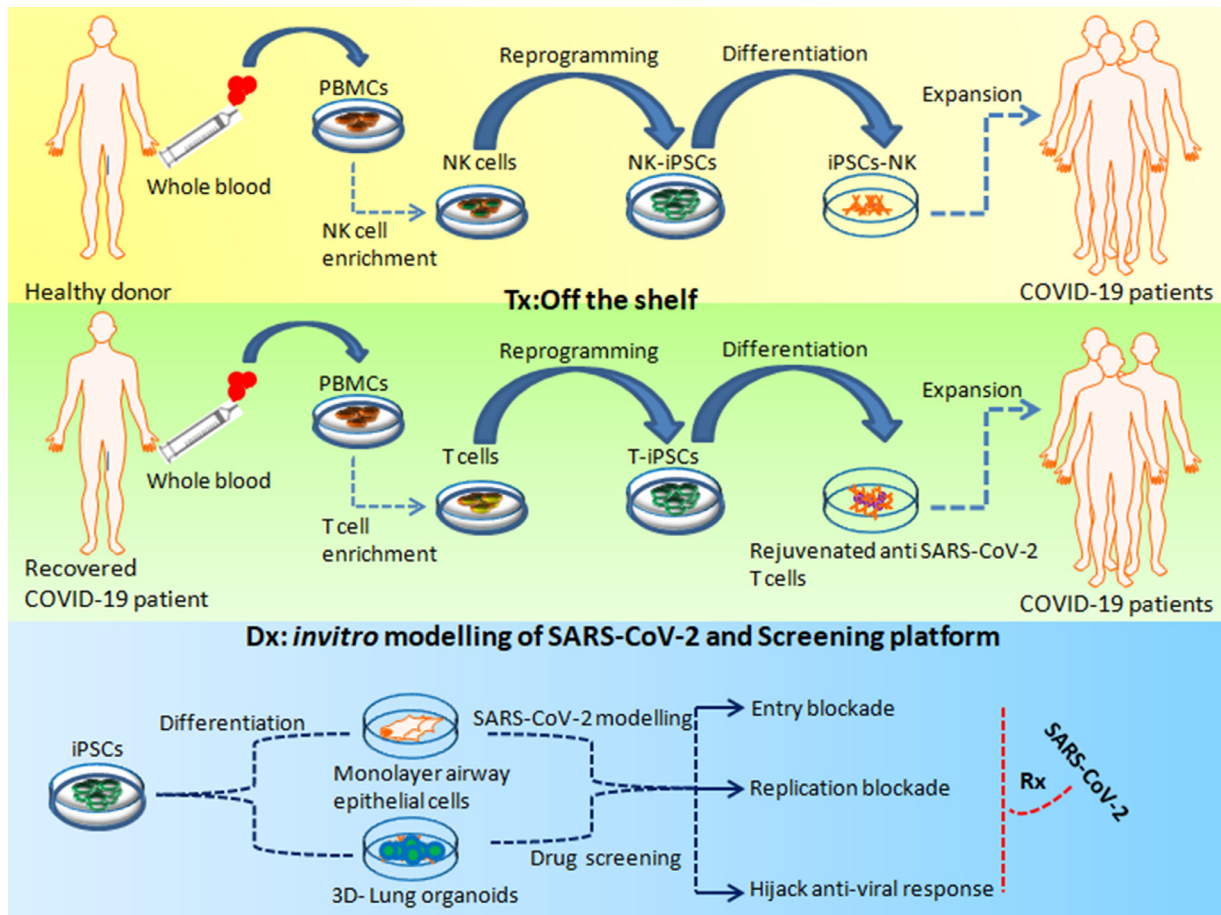 Reprogramming
Differentiation
PBMCs
Expansion
NK cells
NK-iPSCs
iPSCs-NK
Whole blood
NK cell
enrichment
Healthy donor
COVID-19 patients
Tx:Off the shelf
Reprogramming
Differentiation
PBMCs
Expansion
T cells
T-iPSCs
Whole blood
T cell
enrichment
Rejuvenated anti SARS-CoV-2
T cells
Recovered
COVID-19 patient
COVID-19 patients
Dx: invitro modelling of SARS-CoV-2 and Screening platform
Differentiation
SARS-CoV-2 modelling
Entry blockade
iPSCs
Monolayer airway
epithelial cells
Replication blockade
Rx
SARS-CoV-2
Drug screening
3D- Lung organoids
Hijack anti-viral response